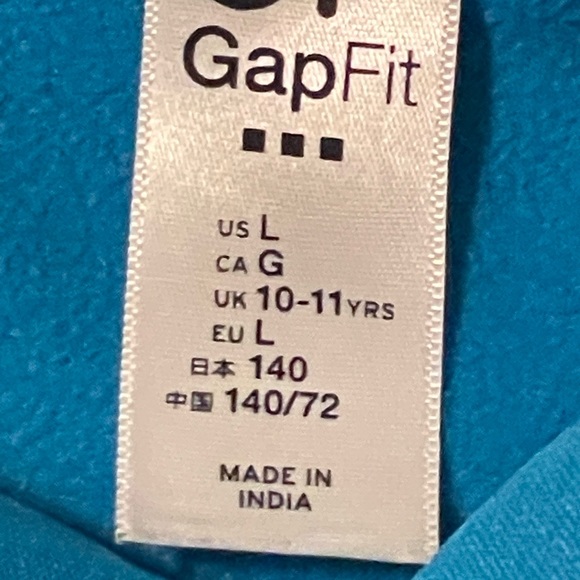 GapFit
US L
CA G
UK 10-11YRS
EU L
日本 140
中国 140/72
MADE IN
INDIA